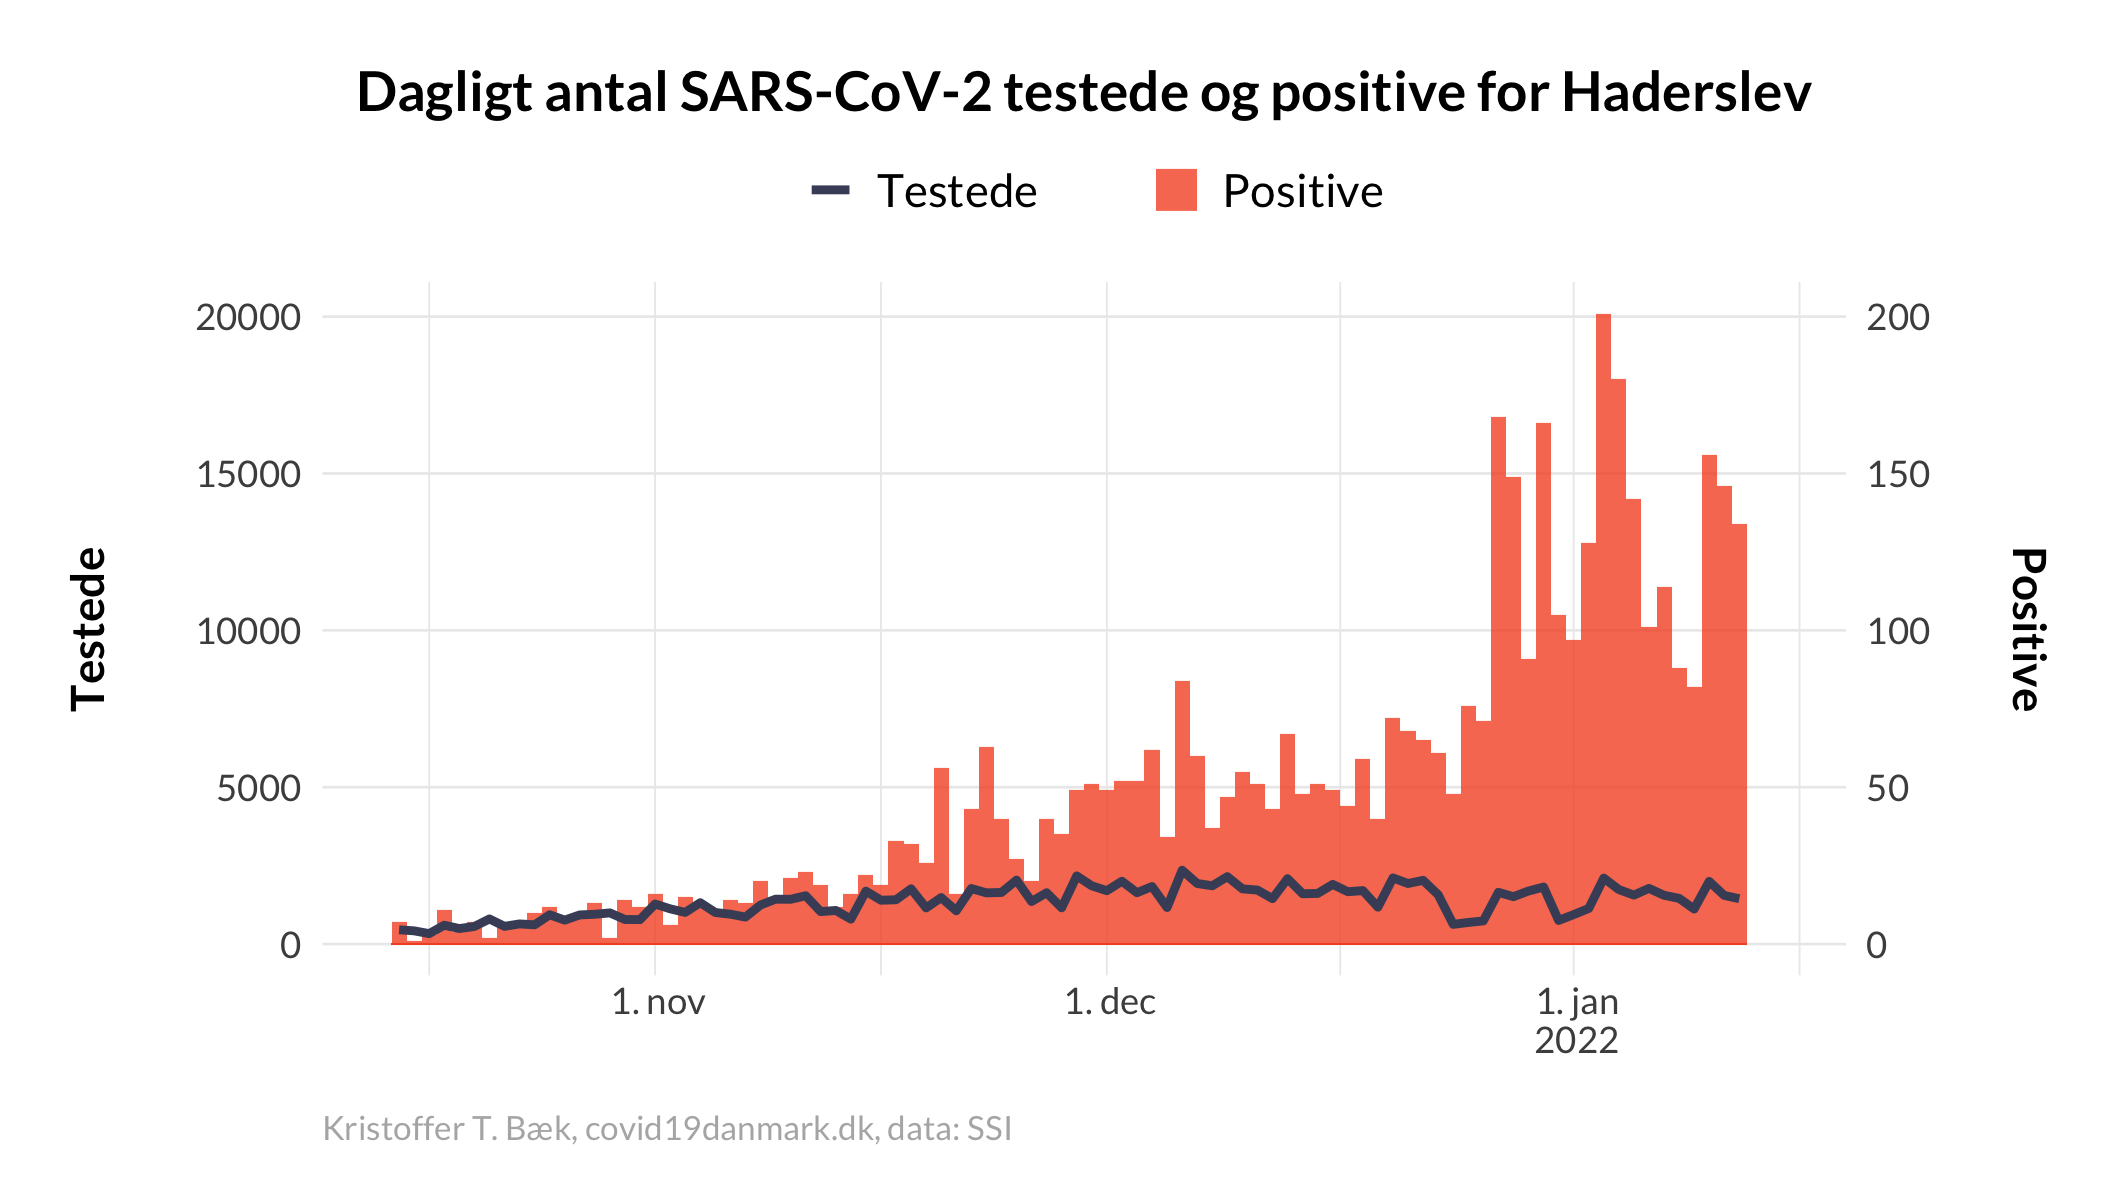 Dagligt antal SARS-CoV-2 testede og positive for Haderslev
Testede
Positive
20000
15000
10000
5000
0
200
150
100
50
0
Testede
Positive
1. nov
1. dec
1. jan
2022
Kristoffer T. Bæk, covid19danmark.dk, data: SSI